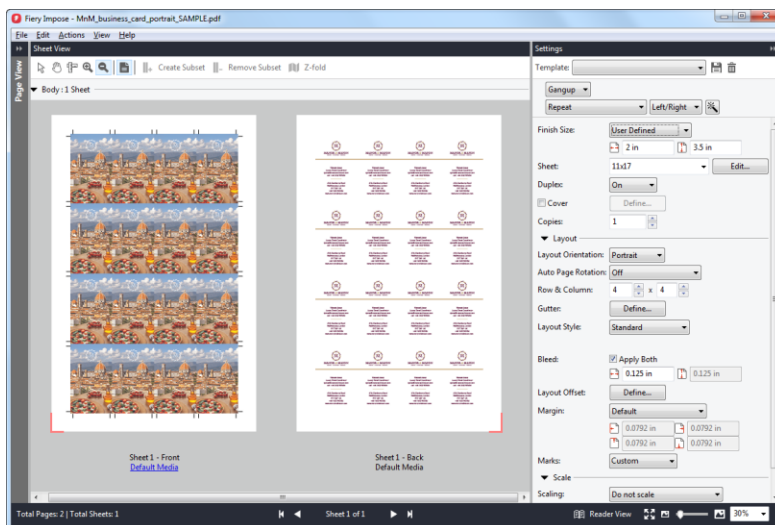 Fiery Impose - MnM_business_card_portrait_SAMPLE.pdf
File Edit Actions View Help
Sheet View
Settings
Page View
Create Subset Remove Subset Z-fold
Template:
Body : 1 Sheet
Gangup
Repeat Left/Right
Finish Size: User Defined
2 in 3.5 in
Sheet: 11x17 Edit...
Duplex: On
Cover Define...
Copies: 1
Layout
Layout Orientation: Portrait
Auto Page Rotation: Off
Row & Column: 4 x 4
Gutter: Define...
Layout Style: Standard
Bleed: Apply Both
0.125 in 0.125 in
Layout Offset: Define...
Margin: Default
0.0792 in 0.0792 in
0.0792 in 0.0792 in
Marks: Custom
Scale
Scaling: Do not scale
Sheet 1 - Front
Default Media
Sheet 1 - Back
Default Media
Total Pages: 2 | Total Sheets: 1
Sheet 1 of 1
Reader View
30%